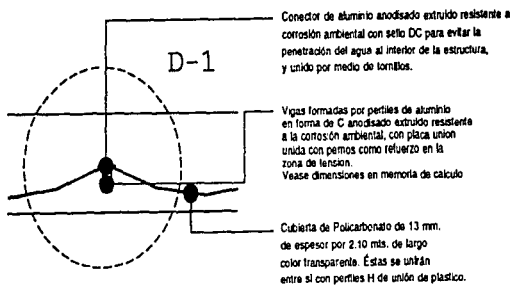 Conector de aluminio anodisado extruido resistente a
corrosión ambiental con sello DC para evitar la
penetración del agua al interior de la estructura,
y unido por medio de tornillos.
D-1
Vigas formadas por perfiles de aluminio
en forma de C anodisado extruido resistente
a la corrosión ambiental, con placa union
unida con pernos como refuerzo en la
zona de tension.
Vease dimensiones en memoria de calculo
Cubierta de Policarbonato de 13 mm.
de espesor por 2.10 mts. de largo
color transparente. Éstas se unirán
entre si con perfiles H de unión de plastico.